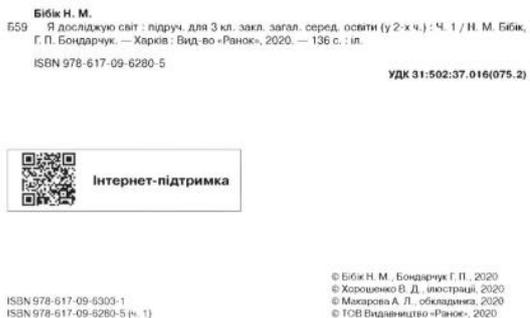 Бібік Н. М.
Б59 Я досліджую світ : підруч. для 3 кл. закл. загал. серед. освіти (у 2-х ч.) : Ч. 1 / Н. М. Бібік,
Г. П. Бондарчук. — Харків : Вид-во «Ранок», 2020. — 136 с. : іл.
ISBN 978-617-09-6280-5
УДК 31:502:37.016(075.2)
Інтернет-підтримка
© Бібік Н. М., Бондарчук Г. П., 2020
© Хорошенко В. Д., ілюстрації, 2020
ISBN 978-617-09-6303-1 © Макарова А. Л., обкладинка, 2020
ISBN 978-617-09-6280-5 (ч. 1) © ТОВ Видавництво «Ранок», 2020